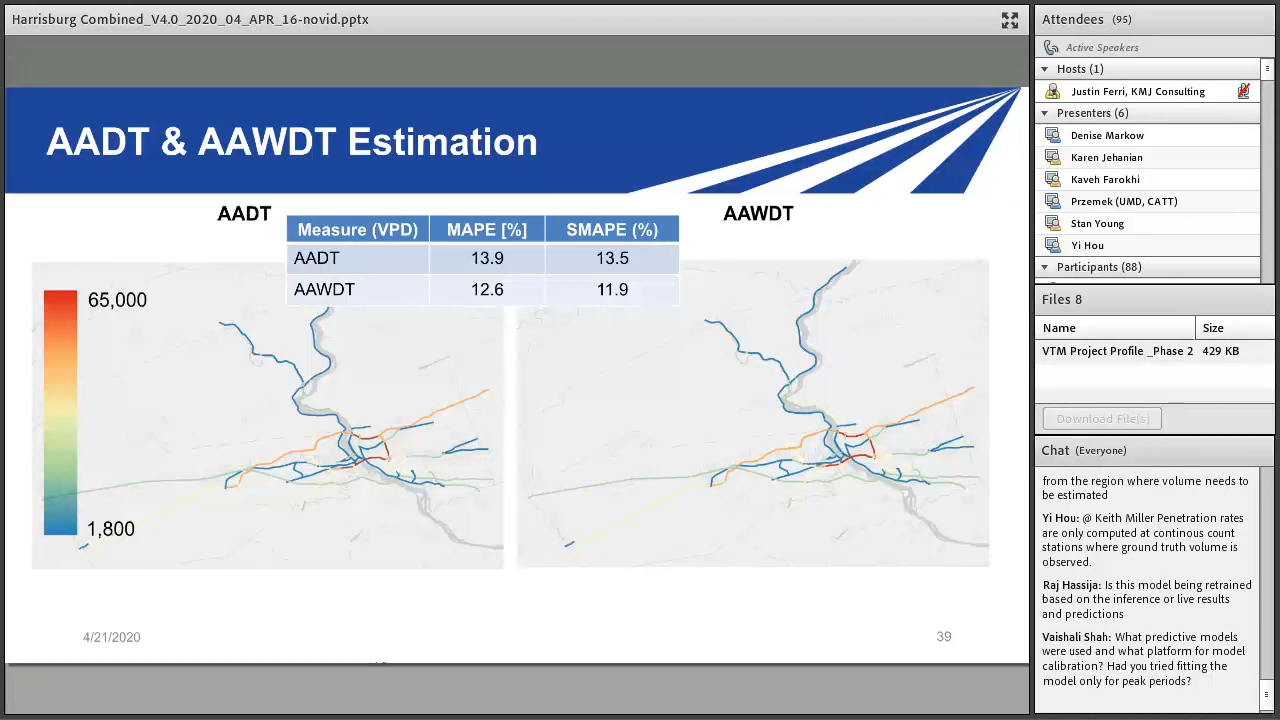 Harrisburg Combined_V4.0_2020_04_APR_16-novid.pptx
AADT & AAWDT Estimation
AADT
AAWDT
Measure (VPD) MAPE [%] SMAPE (%)
AADT 13.9 13.5
AAWDT 12.6 11.9
65,000
1,800
4/21/2020
39
Attendees (95)
Active Speakers
Hosts (1)
Justin Ferri, KMJ Consulting
Presenters (6)
Denise Markow
Karen Jehanian
Kaveh Farokhi
Przemek (UMD, CATT)
Stan Young
Yi Hou
Participants (88)
Files 8
Name Size
VTM Project Profile _Phase 2 429 KB
Download File(s)
Chat (Everyone)
from the region where volume needs to
be estimated
Yi Hou: @ Keith Miller Penetration rates
are only computed at continous count
stations where ground truth volume is
observed.
Raj Hassija: Is this model being retrained
based on the inference or live results
and predictions
Vaishali Shah: What predictive models
were used and what platform for model
calibration? Had you tried fitting the
model only for peak periods?